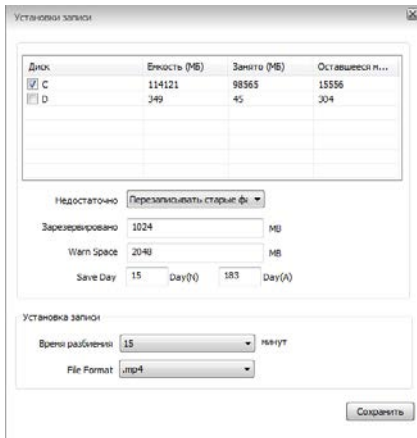 Установки записи
Диск Емкость (МБ) Занято (МБ) Оставшееся м...
C 114121 98565 15556
D 349 45 304
Недостаточно Перезаписывать старые фа
Зарезервировано 1024 MB
Warn Space 2048 MB
Save Day 15 Day(N) 183 Day(A)
Установка записи
Время разбиения 15 минут
File Format .mp4
Сохранить